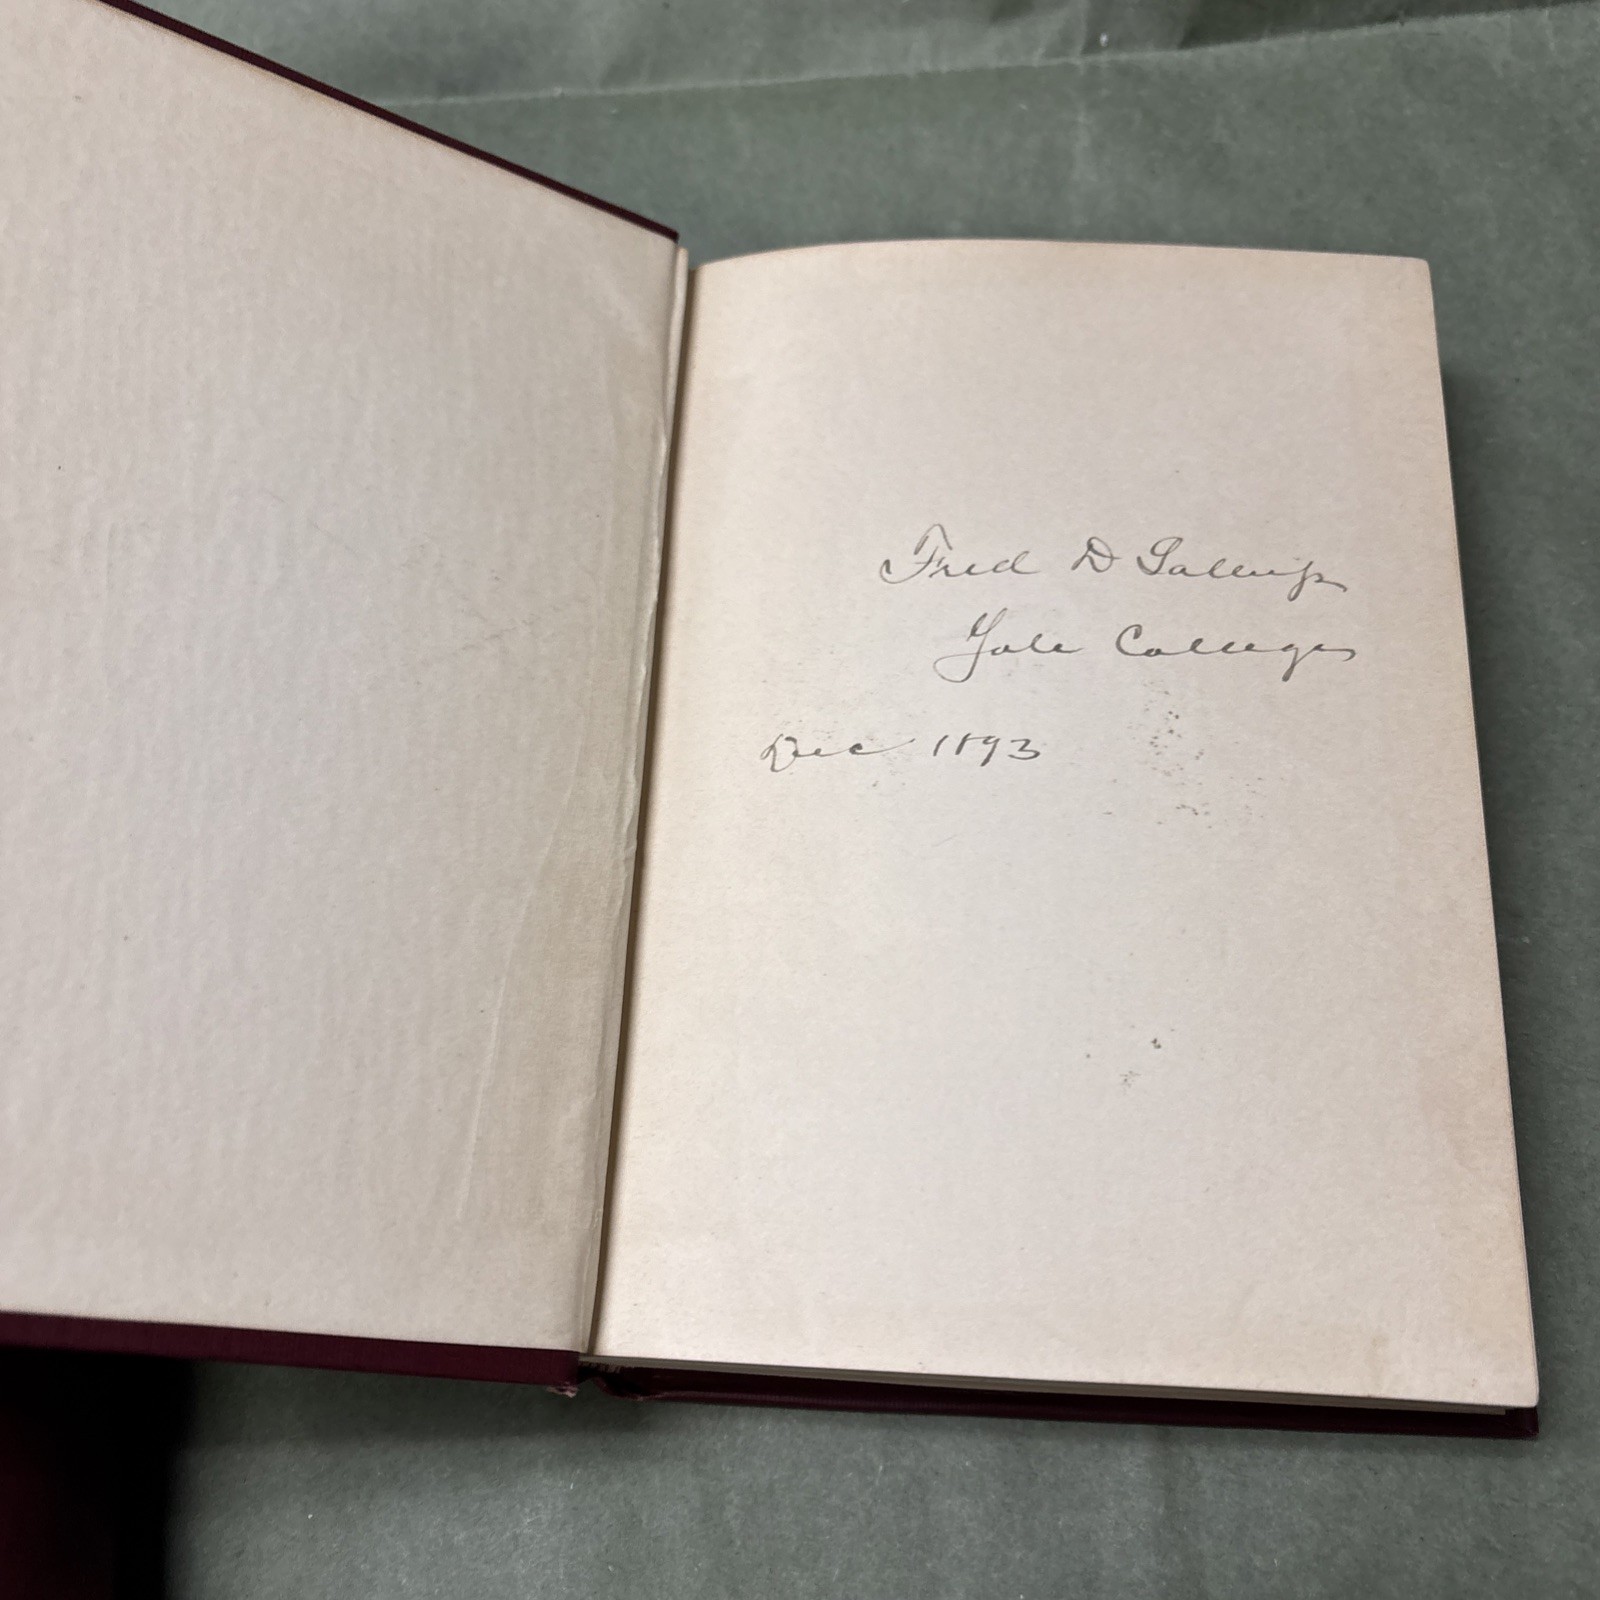 Fred D Gallup
Yale College
Dec 1893